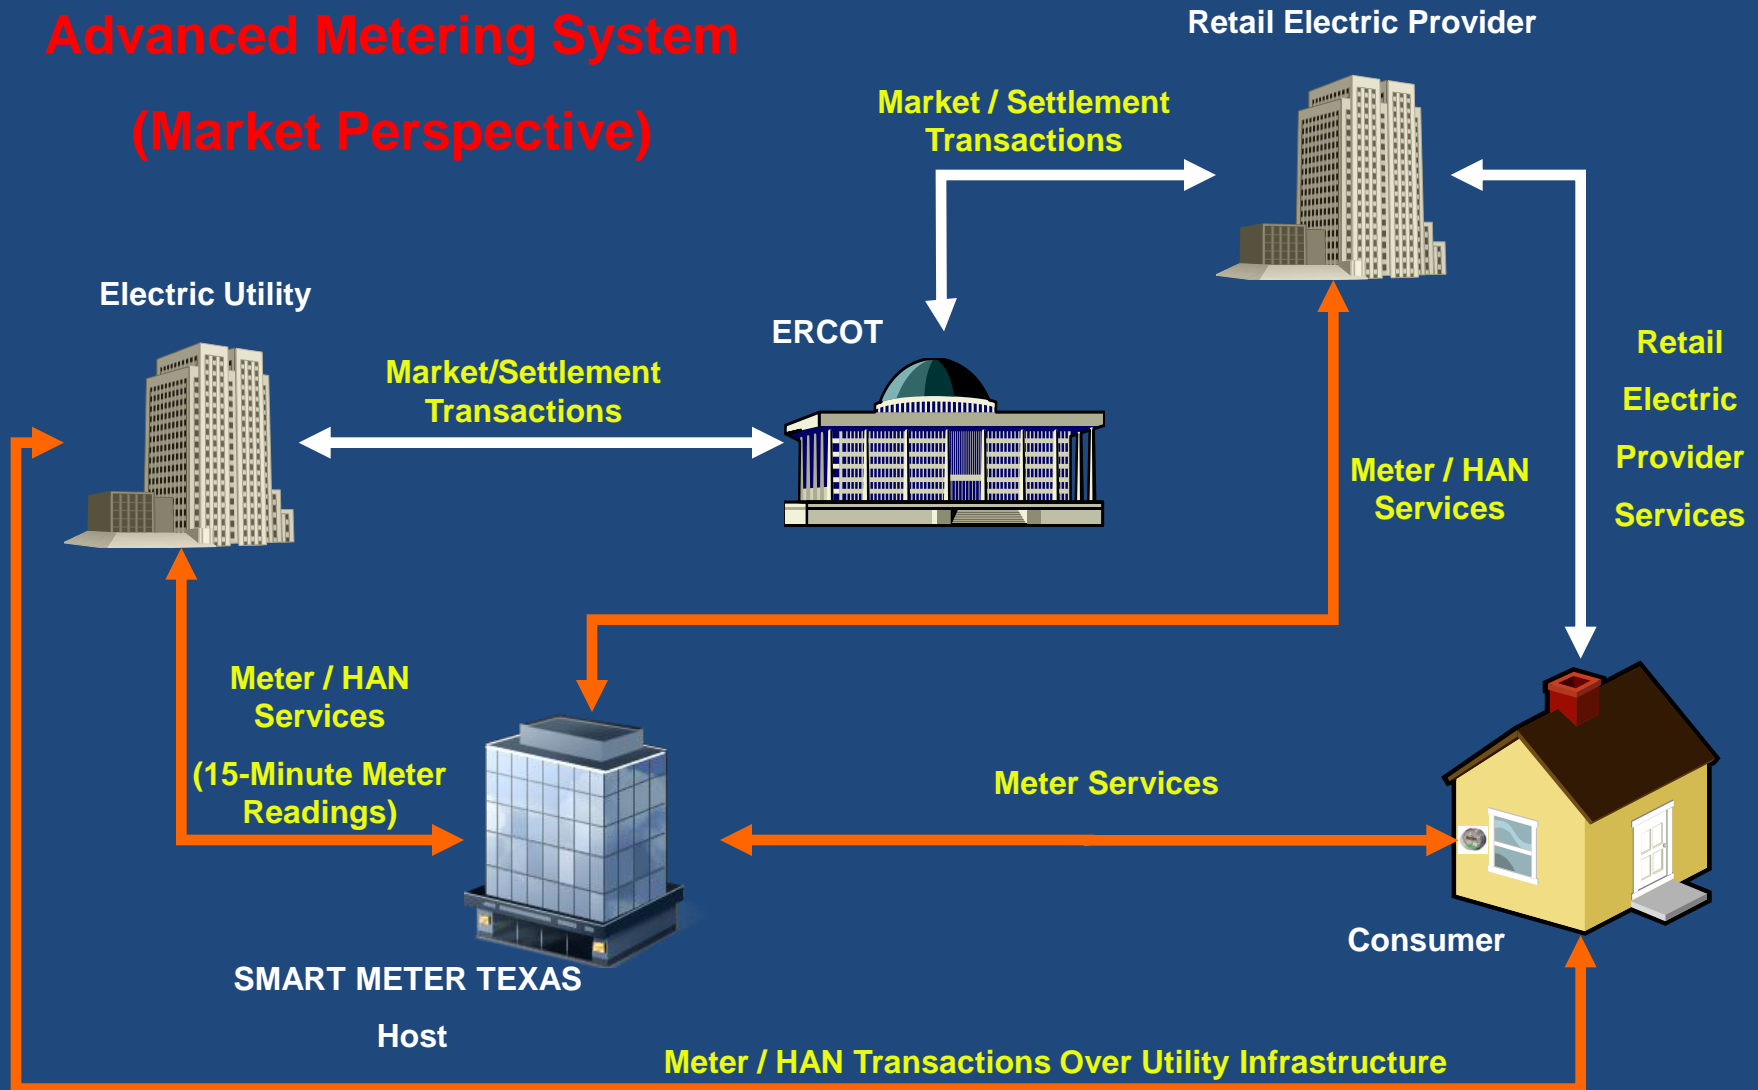 Advanced Metering System
(Market Perspective)
Retail Electric Provider
Market / Settlement
Transactions
Electric Utility
ERCOT
Market/Settlement
Transactions
Retail
Electric
Provider
Services
Meter / HAN
Services
Meter / HAN
Services
(15-Minute Meter
Readings)
Meter Services
Consumer
SMART METER TEXAS
Host
Meter / HAN Transactions Over Utility Infrastructure